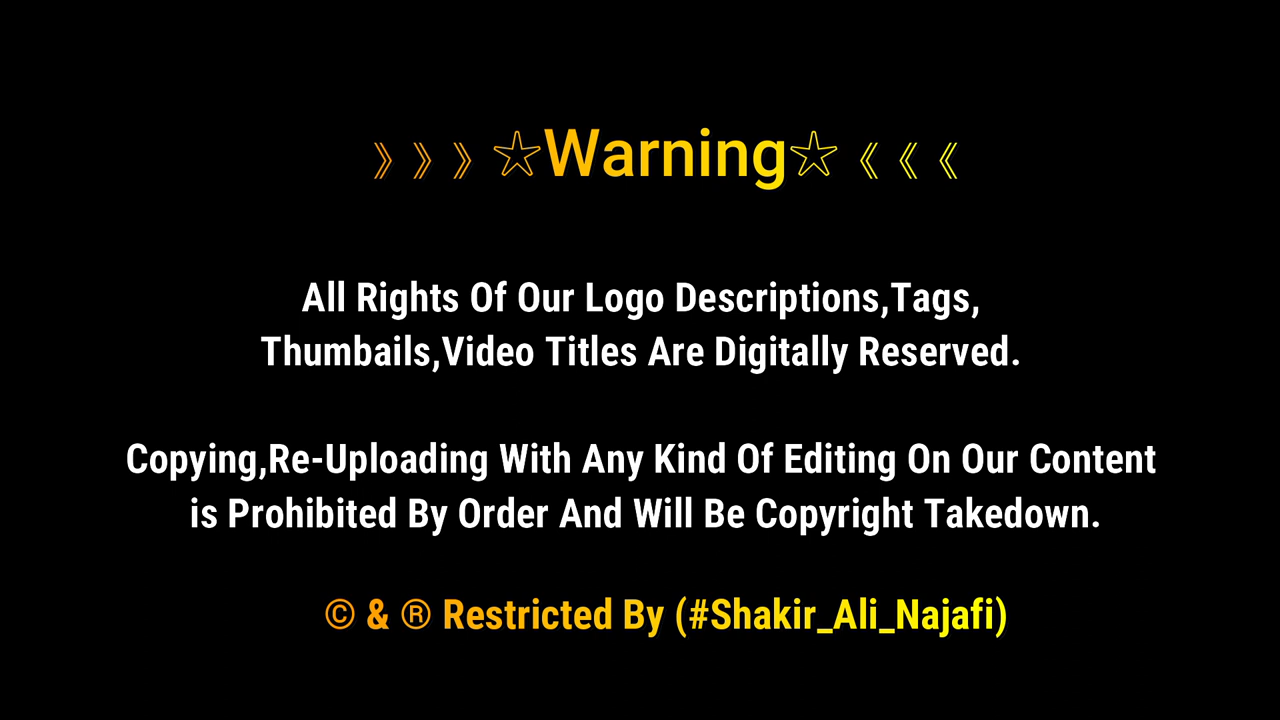 》》》☆Warning☆《《《
All Rights Of Our Logo Descriptions,Tags,
Thumbails,Video Titles Are Digitally Reserved.
Copying,Re-Uploading With Any Kind Of Editing On Our Content
is Prohibited By Order And Will Be Copyright Takedown.
© & ® Restricted By (#Shakir_Ali_Najafi)